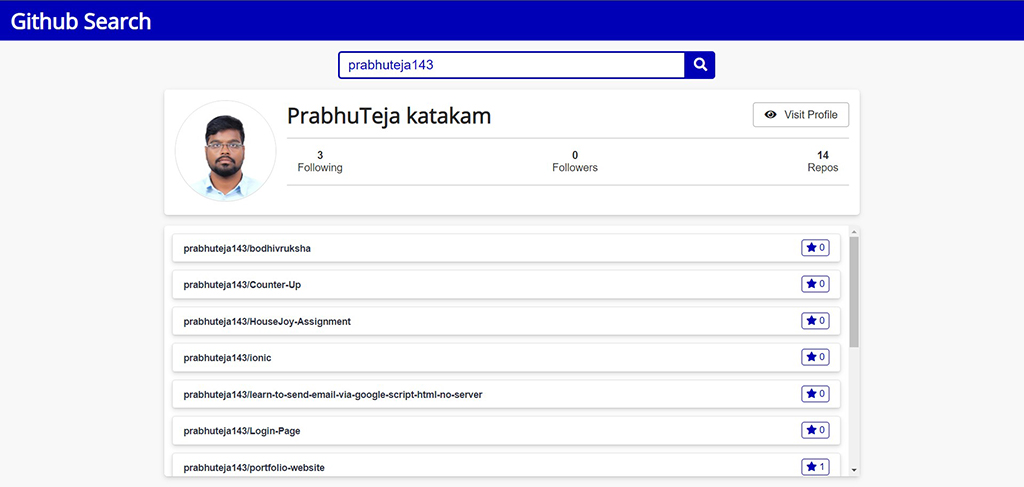 Github Search
prabhuteja143
PrabhuTeja katakam
Visit Profile
3
Following
0
Followers
14
Repos
prabhuteja143/bodhivruksha
0
prabhuteja143/Counter-Up
0
prabhuteja143/HouseJoy-Assignment
0
prabhuteja143/ionic
0
prabhuteja143/learn-to-send-email-via-google-script-html-no-server
0
prabhuteja143/Login-Page
0
prabhuteja143/portfolio-website
1